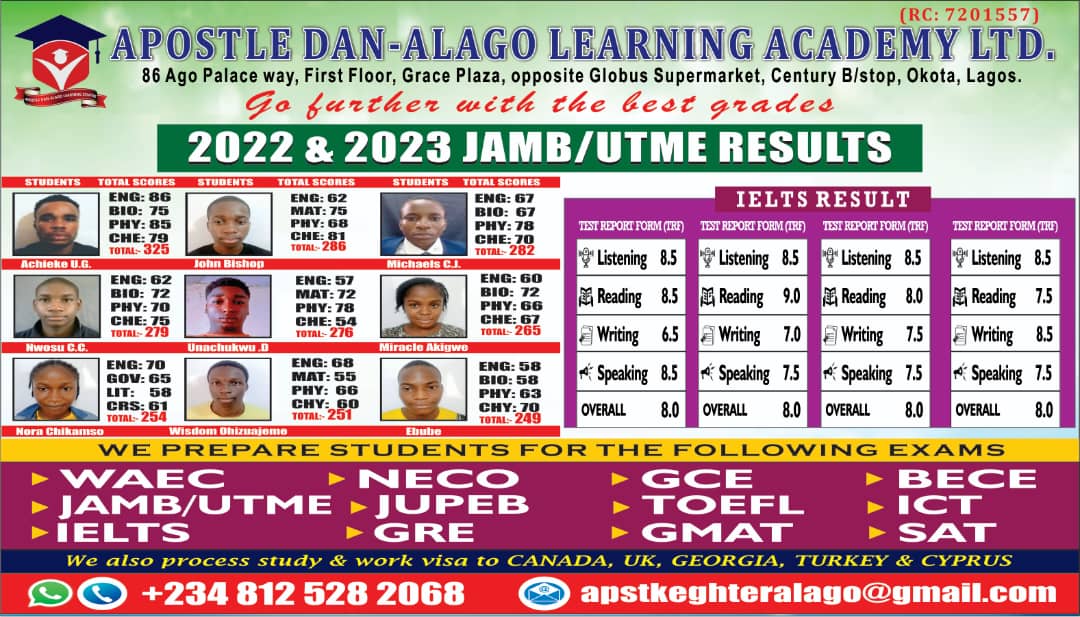 (RC: 7201557)
APOSTLE DAN-ALAGO LEARNING ACADEMY LTD.
86 Ago Palace way, First Floor, Grace Plaza, opposite Globus Supermarket, Century B/stop, Okota, Lagos.
Go further with the best grades
2022 & 2023 JAMB/UTME RESULTS
STUDENTS TOTAL SCORES STUDENTS TOTAL SCORES STUDENTS TOTAL SCORES
ENG: 86
BIO: 75
PHY: 85
CHE: 79
TOTAL:- 325
Achieke U.G.
ENG: 62
MAT: 75
PHY: 68
CHE: 81
TOTAL:- 286
John Bishop
ENG: 67
BIO: 67
PHY: 78
CHE: 70
TOTAL:- 282
Michaels C.J.
ENG: 62
BIO: 72
PHY: 70
CHE: 75
TOTAL:- 279
Nwosu C.C.
ENG: 57
MAT: 72
PHY: 78
CHE: 54
TOTAL:- 276
Unachukwu .D
ENG: 60
BIO: 72
PHY: 66
CHE: 67
TOTAL:- 265
Miracle Akigwe
ENG: 70
GOV: 65
LIT: 58
CRS: 61
TOTAL:- 254
Nora Chikamso
ENG: 68
MAT: 55
PHY: 66
CHY: 60
TOTAL:- 251
Wisdom Ohizuajeme
ENG: 58
BIO: 58
PHY: 63
CHY: 70
TOTAL:- 249
Ebube
IELTS RESULT
TEST REPORT FORM (TRF)
Listening 8.5
Reading 8.5
Writing 6.5
Speaking 8.5
OVERALL 8.0
TEST REPORT FORM (TRF)
Listening 8.5
Reading 9.0
Writing 7.0
Speaking 7.5
OVERALL 8.0
TEST REPORT FORM (TRF)
Listening 8.5
Reading 8.0
Writing 7.5
Speaking 7.5
OVERALL 8.0
TEST REPORT FORM (TRF)
Listening 8.5
Reading 7.5
Writing 8.5
Speaking 7.5
OVERALL 8.0
WE PREPARE STUDENTS FOR THE FOLLOWING EXAMS
WAEC NECO GCE BECE
JAMB/UTME JUPEB TOEFL ICT
IELTS GRE GMAT SAT
We also process study & work visa to CANADA, UK, GEORGIA, TURKEY & CYPRUS
+234 812 528 2068 apstkeghteralago@gmail.com